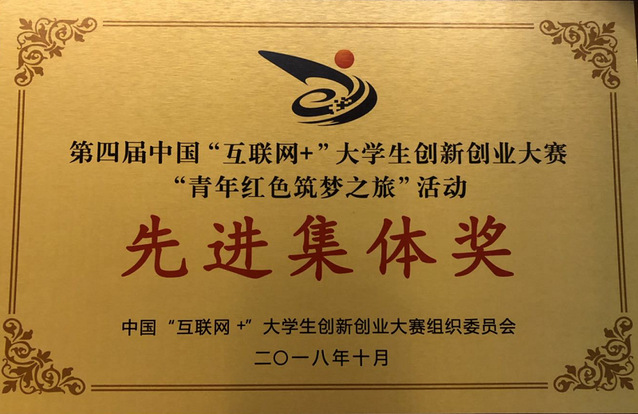 第四届中国“互联网+”大学生创新创业大赛
“青年红色筑梦之旅”活动
先进集体奖
中国“互联网+”大学生创新创业大赛组织委员会
二〇一八年十月